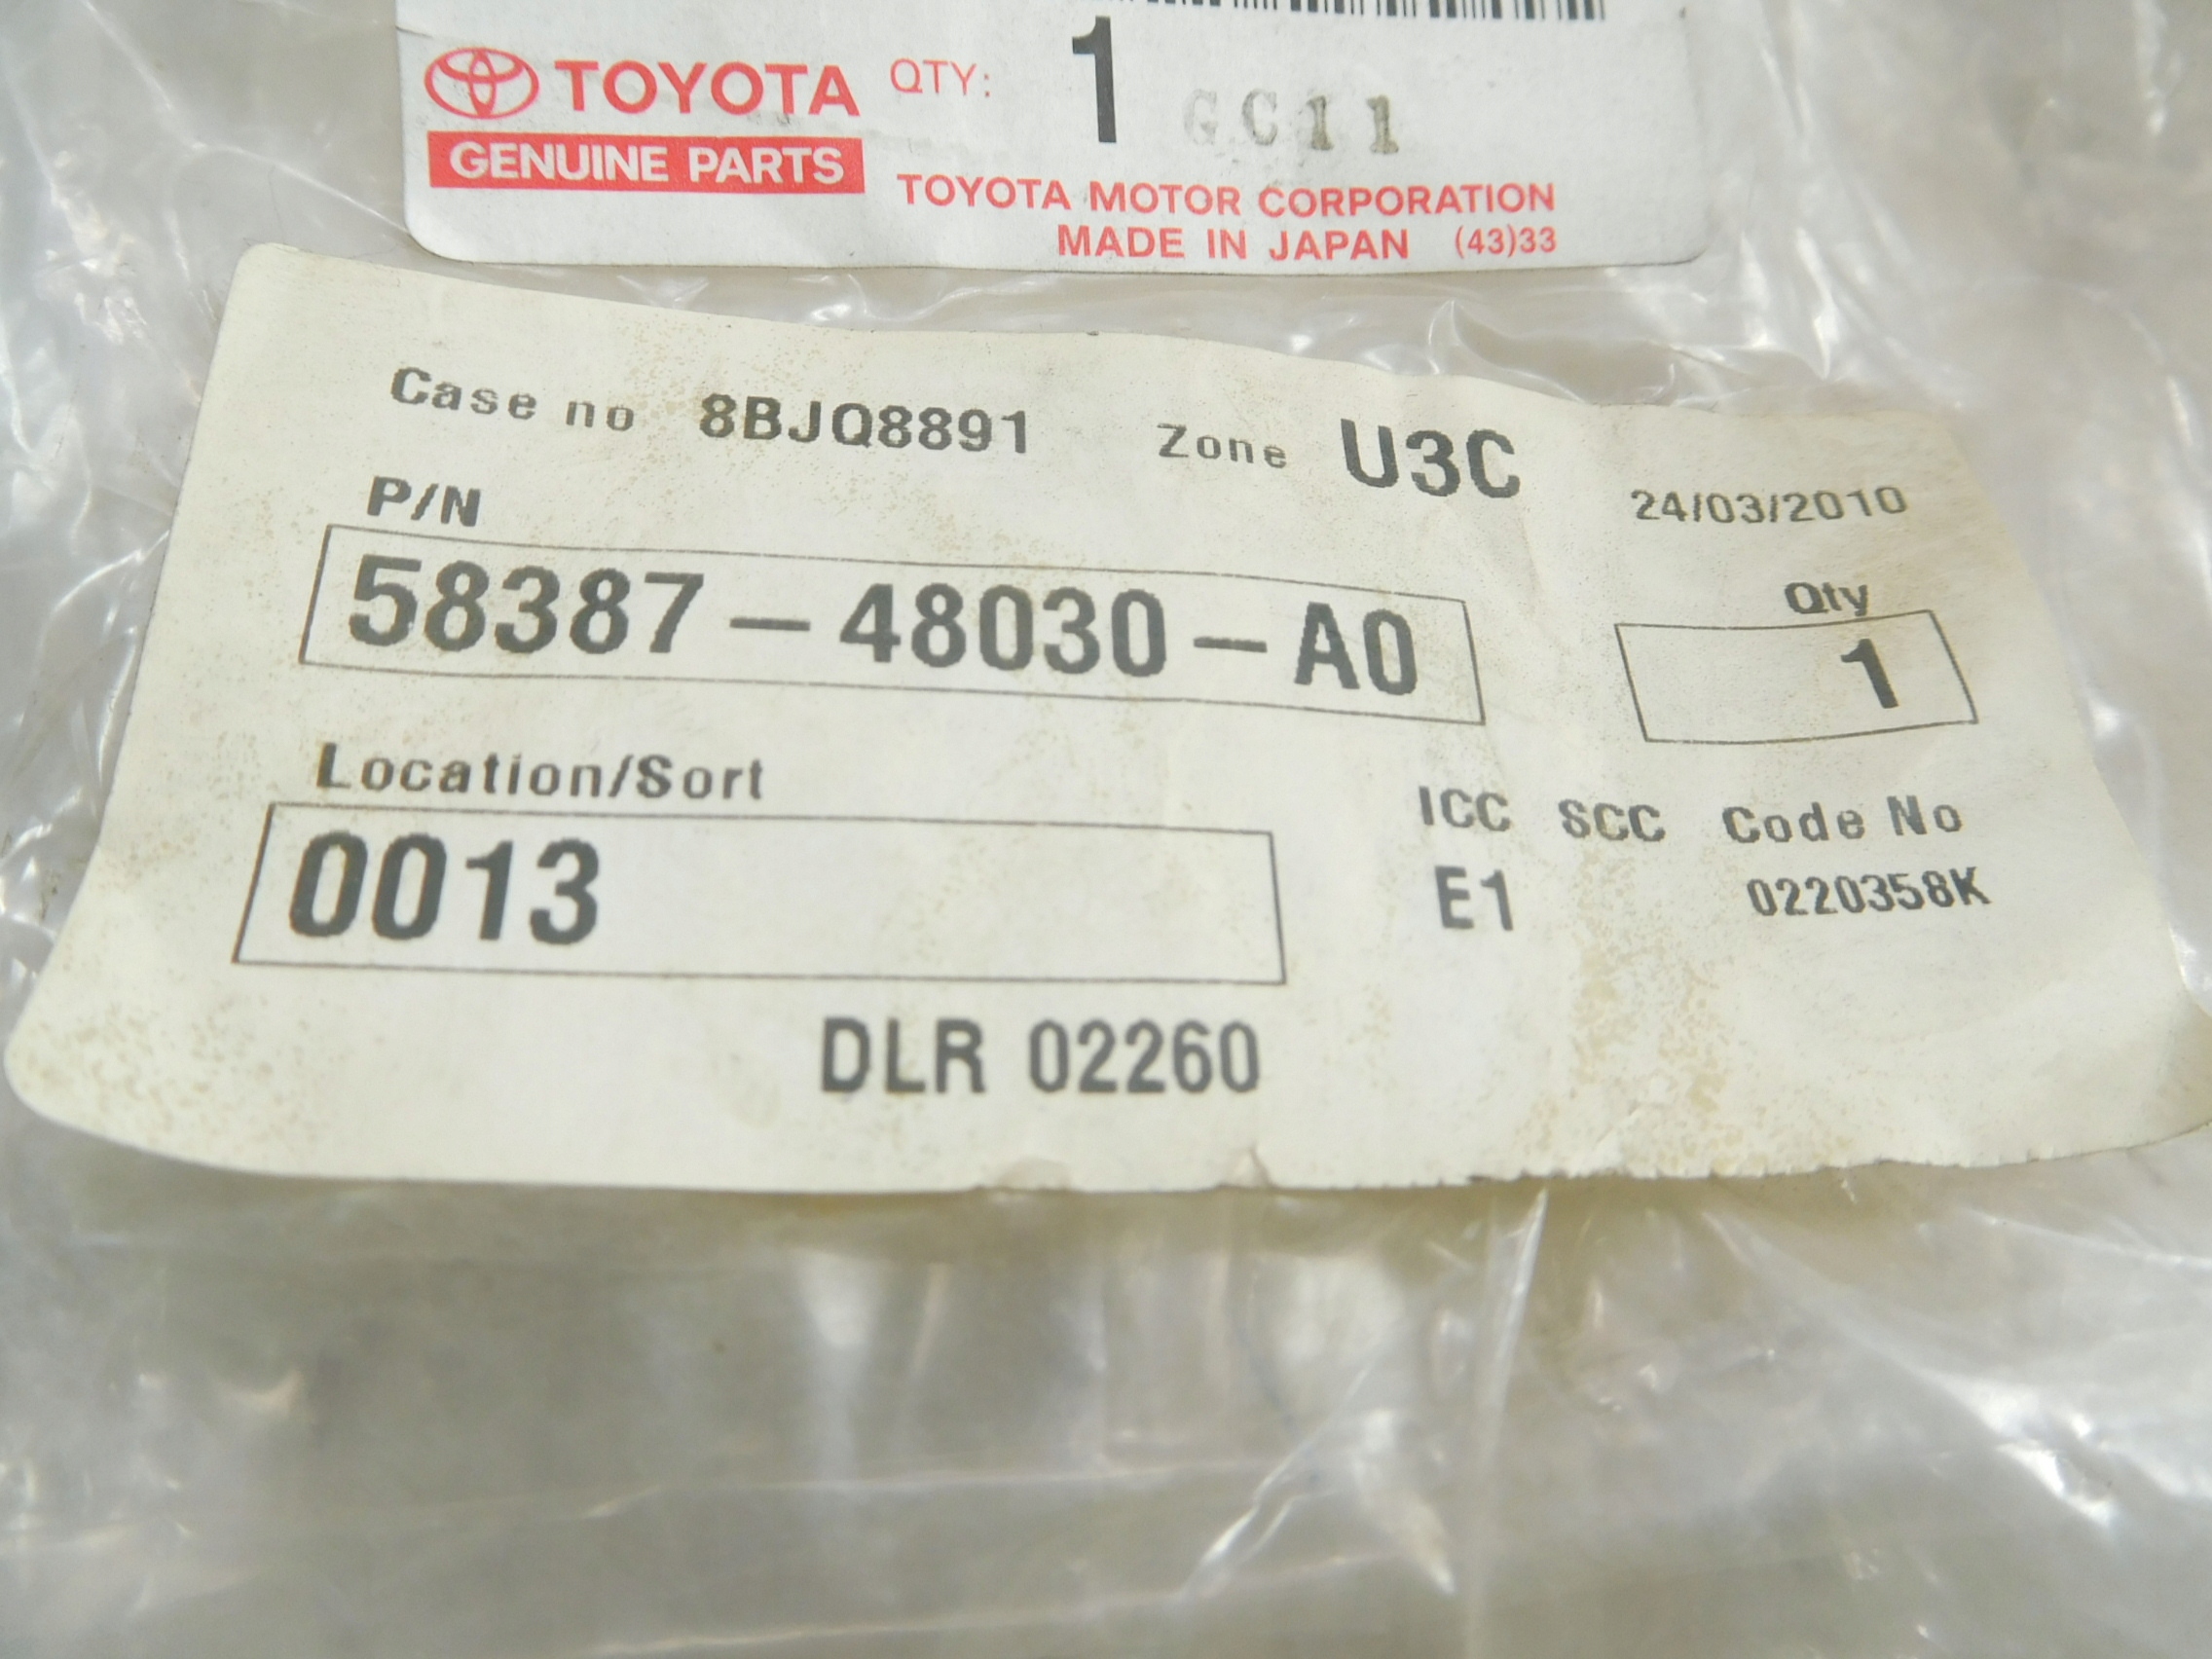 TOYOTA QTY: 1 GC11
GENUINE PARTS
TOYOTA MOTOR CORPORATION
MADE IN JAPAN (43)33
Case no 8BJQ8891 Zone U3C 24/03/2010
P/N Qty
58387-48030-A0 1
Location/Sort ICC SCC Code No
0013 E1 0220358K
DLR 02260